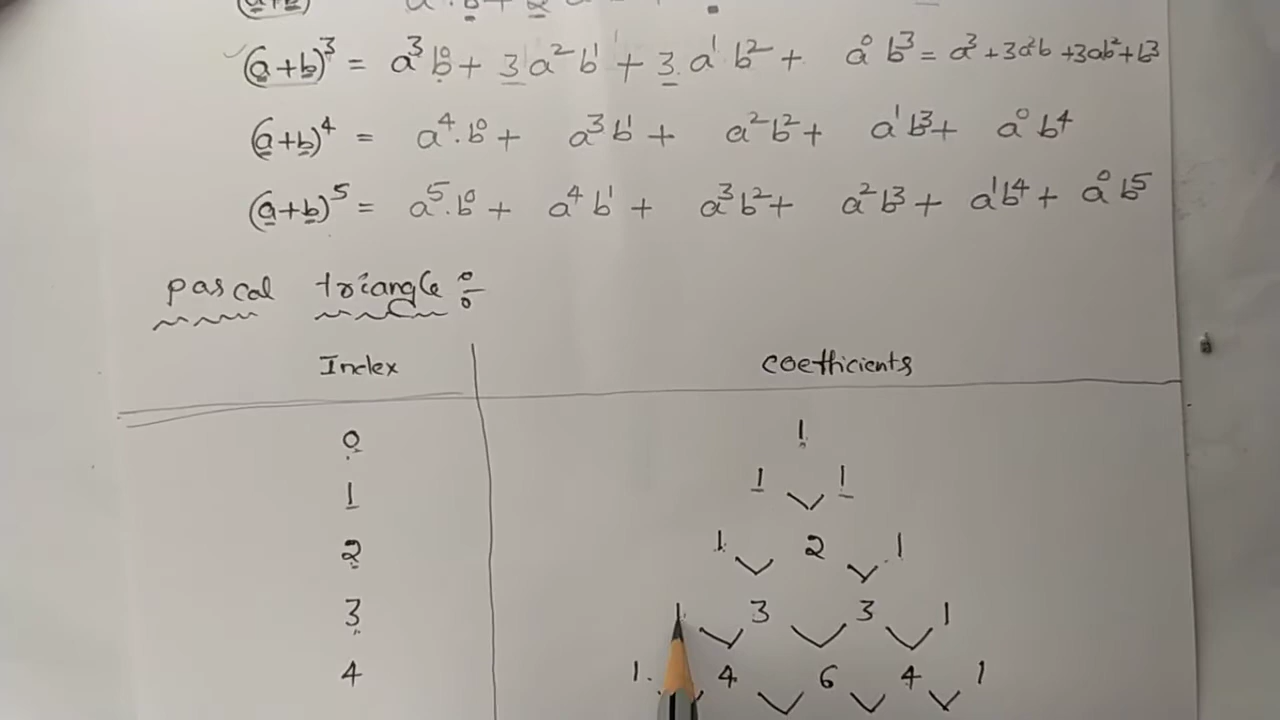 (a+b)³ = a³b⁰ + 3a²b¹ + 3a¹b² + a⁰b³ = a³+3a²b+3ab²+b³
(a+b)⁴ = a⁴.b⁰ + a³b¹ + a²b² + a¹b³ + a⁰b⁴
(a+b)⁵ = a⁵.b⁰ + a⁴b¹ + a³b² + a²b³ + a¹b⁴ + a⁰b⁵
pascal triangle :-
Index coefficients
0 1
1 1 1
2 1 2 1
3 1 3 3 1
4 1 4 6 4 1